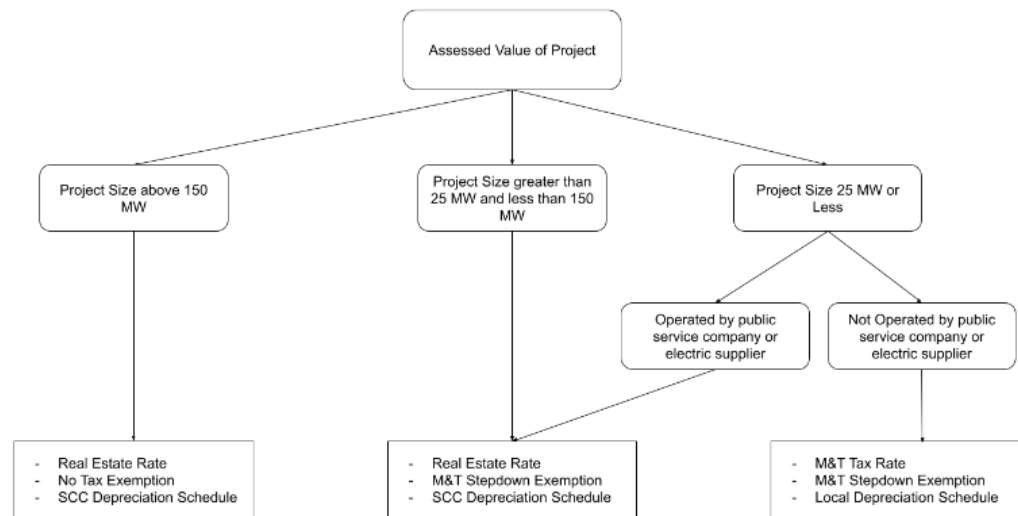 Assessed Value of Project
Project Size above 150
MW
Project Size greater than
25 MW and less than 150
MW
Project Size 25 MW or
Less
Operated by public
service company or
electric supplier
Not Operated by public
service company or
electric supplier
- Real Estate Rate
- No Tax Exemption
- SCC Depreciation Schedule
- Real Estate Rate
- M&T Stepdown Exemption
- SCC Depreciation Schedule
- M&T Tax Rate
- M&T Stepdown Exemption
- Local Depreciation Schedule